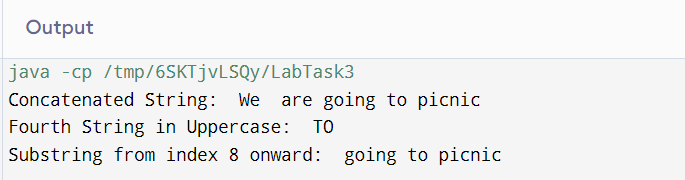 Output
java -cp /tmp/6SKTjvLSQy/LabTask3
Concatenated String:  We  are going to picnic
Fourth String in Uppercase:  TO
Substring from index 8 onward:  going to picnic